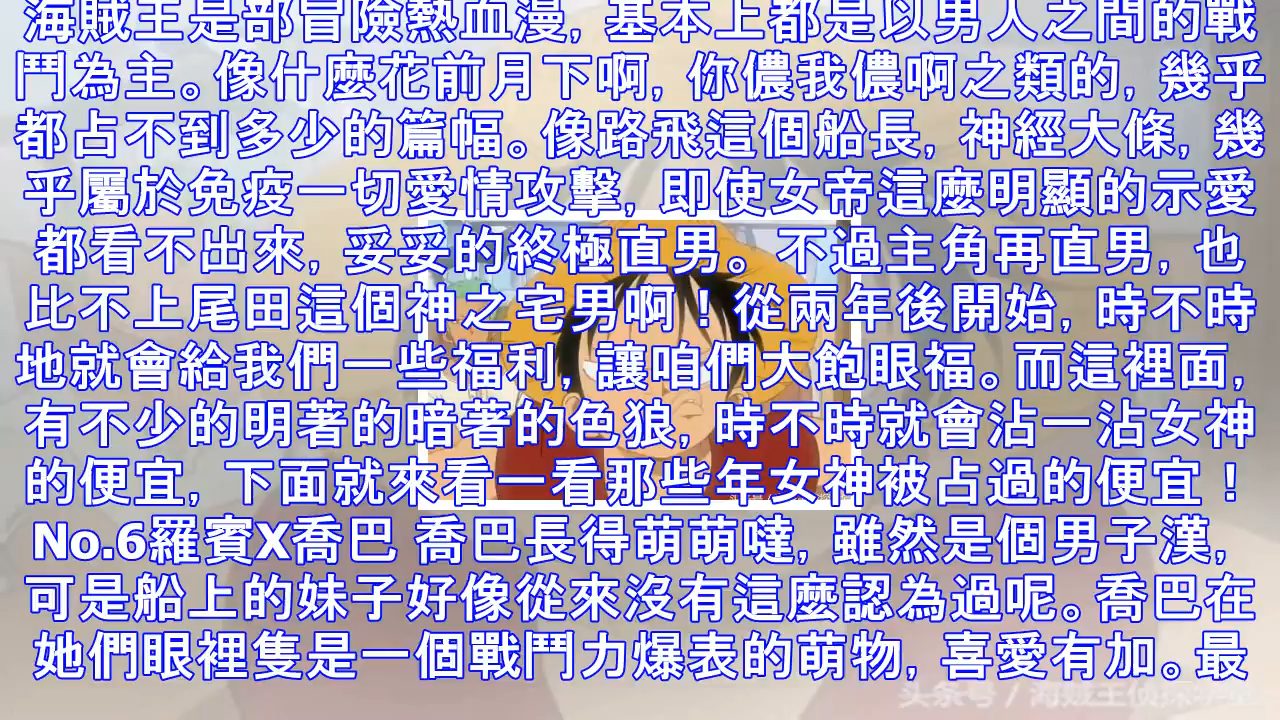 海賊王是部冒險熱血漫, 基本上都是以男人之間的戰
鬥為主。像什麼花前月下啊, 你儂我儂啊之類的, 幾乎
都占不到多少的篇幅。像路飛這個船長, 神經大條, 幾
乎屬於免疫一切愛情攻擊, 即使女帝這麼明顯的示愛
都看不出來, 妥妥的終極直男。 不過主角再直男, 也
比不上尾田這個神之宅男啊！從兩年後開始, 時不時
地就會給我們一些福利, 讓咱們大飽眼福。而這裡面,
有不少的明著的暗著的色狼, 時不時就會沾一沾女神
的便宜, 下面就來看一看那些年女神被占過的便宜！
No.6羅賓X喬巴 喬巴長得萌萌噠, 雖然是個男子漢,
可是船上的妹子好像從來沒有這麼認為過呢。喬巴在
她們眼裡隻是一個戰鬥力爆表的萌物, 喜愛有加。最
头条号 / 海贼王侦探